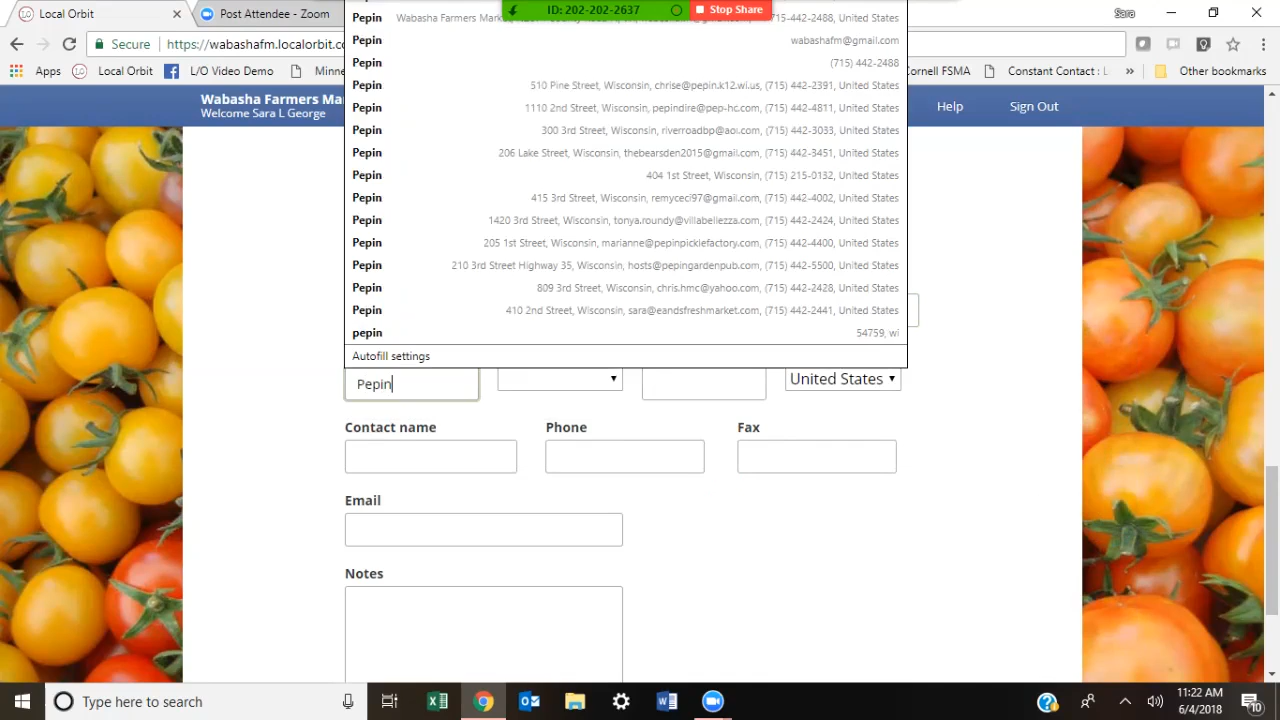 Local Orbit
Post Attendee - Zoom
ID: 202-202-2637
Stop Share
Sara
Secure
https://wabashafm.localorbit.c
Apps
Local Orbit
L/O Video Demo
Minne
Cornell FSMA
Constant Contact : L
»
Other bookmarks
Wabasha Farmers Mar
Welcome Sara L George
Help
Sign Out
Pepin Wabasha Farmers Mark
715-442-2488, United States
Pepin wabashafm@gmail.com
Pepin (715) 442-2488
Pepin 510 Pine Street, Wisconsin, chrise@pepin.k12.wi.us, (715) 442-2391, United States
Pepin 1110 2nd Street, Wisconsin, pepindire@pep-hc.com, (715) 442-4811, United States
Pepin 300 3rd Street, Wisconsin, riverroadbp@aol.com, (715) 442-3033, United States
Pepin 206 Lake Street, Wisconsin, thebearsden2015@gmail.com, (715) 442-3451, United States
Pepin 404 1st Street, Wisconsin, (715) 215-0132, United States
Pepin 415 3rd Street, Wisconsin, remyceci97@gmail.com, (715) 442-4002, United States
Pepin 1420 3rd Street, Wisconsin, tonya.roundy@villabellezza.com, (715) 442-2424, United States
Pepin 205 1st Street, Wisconsin, marianne@pepinpicklefactory.com, (715) 442-4400, United States
Pepin 210 3rd Street Highway 35, Wisconsin, hosts@pepingardenpub.com, (715) 442-5500, United States
Pepin 809 3rd Street, Wisconsin, chris.hmc@yahoo.com, (715) 442-2428, United States
Pepin 410 2nd Street, Wisconsin, sara@eandsfreshmarket.com, (715) 442-2441, United States
pepin 54759, wi
Autofill settings
Pepin
United States
Contact name
Phone
Fax
Email
Notes
Type here to search
11:22 AM
6/4/2018
10